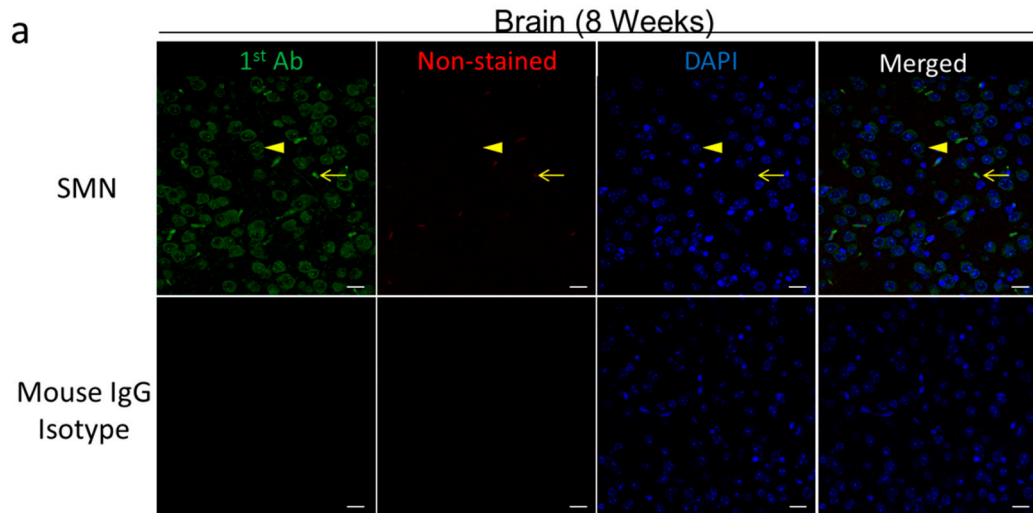 a
Brain (8 Weeks)
1st Ab
Non-stained
DAPI
Merged
SMN
Mouse IgG
Isotype